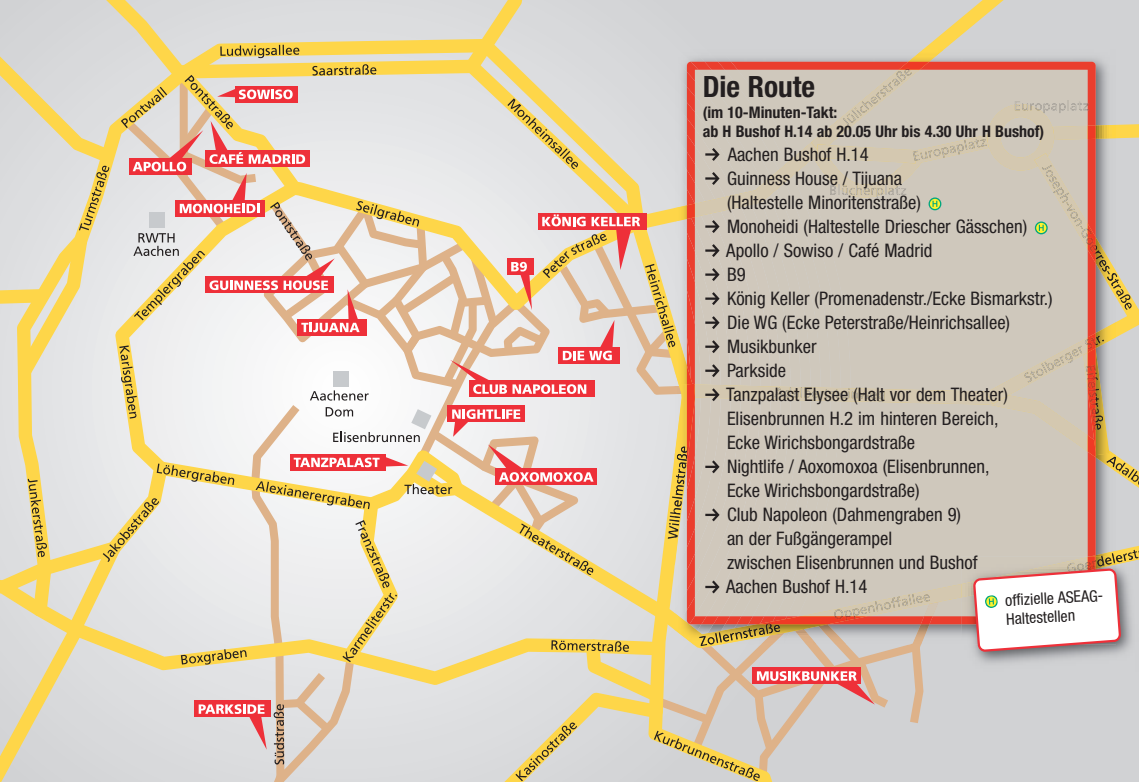 Ludwigsallee
Saarstraße
Pontwall
Pontstraße
SOWISO
APOLLO
CAFÉ MADRID
MONOHEIDI
Monheimsallee
Turmstraße
RWTH
Aachen
Templergraben
Pontstraße
Seilgraben
KÖNIG KELLER
Peterstraße
B9
GUINNESS HOUSE
TIJUANA
Heinrichsallee
DIE WG
Karlsgraben
Aachener
Dom
CLUB NAPOLEON
NIGHTLIFE
Elisenbrunnen
TANZPALAST
Theater
AOXOMOXOA
Löhergraben
Alexianerergraben
Junkerstraße
Jakobsstraße
Franzstraße
Theaterstraße
Willhelmstraße
Karmeliterstr.
Boxgraben
Römerstraße
Zollernstraße
MUSIKBUNKER
PARKSIDE
Südstraße
Kasinostraße
Kurbrunnenstraße
Die Route
(im 10-Minuten-Takt:
ab H Bushof H.14 ab 20.05 Uhr bis 4.30 Uhr H Bushof)
→ Aachen Bushof H.14
→ Guinness House / Tijuana
(Haltestelle Minoritenstraße) H
→ Monoheidi (Haltestelle Driescher Gässchen) H
→ Apollo / Sowiso / Café Madrid
→ B9
→ König Keller (Promenadenstr./Ecke Bismarkstr.)
→ Die WG (Ecke Peterstraße/Heinrichsallee)
→ Musikbunker
→ Parkside
→ Tanzpalast Elysee (Halt vor dem Theater)
Elisenbrunnen H.2 im hinteren Bereich,
Ecke Wirichsbongardstraße
→ Nightlife / Aoxomoxoa (Elisenbrunnen,
Ecke Wirichsbongardstraße)
→ Club Napoleon (Dahmengraben 9)
an der Fußgängerampel
zwischen Elisenbrunnen und Bushof
→ Aachen Bushof H.14
Jülicherstraße
Europaplatz
Europaplatz
Blücherplatz
Stolberger Str.
Oppenhoffallee
H offizielle ASEAG-
Haltestellen